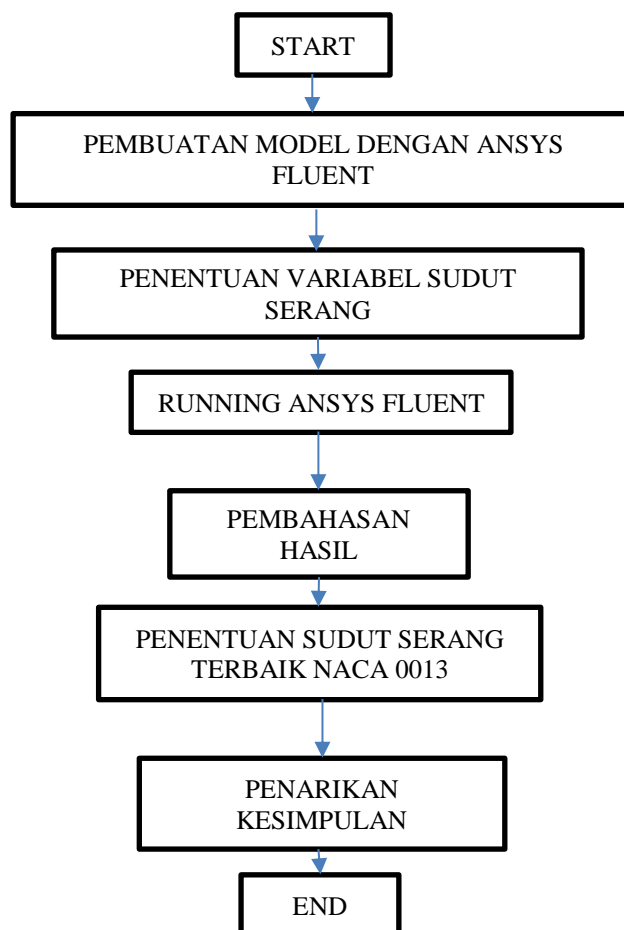 START
PEMBUATAN MODEL DENGAN ANSYS
FLUENT
PENENTUAN VARIABEL SUDUT
SERANG
RUNNING ANSYS FLUENT
PEMBAHASAN
HASIL
PENENTUAN SUDUT SERANG
TERBAIK NACA 0013
PENARIKAN
KESIMPULAN
END